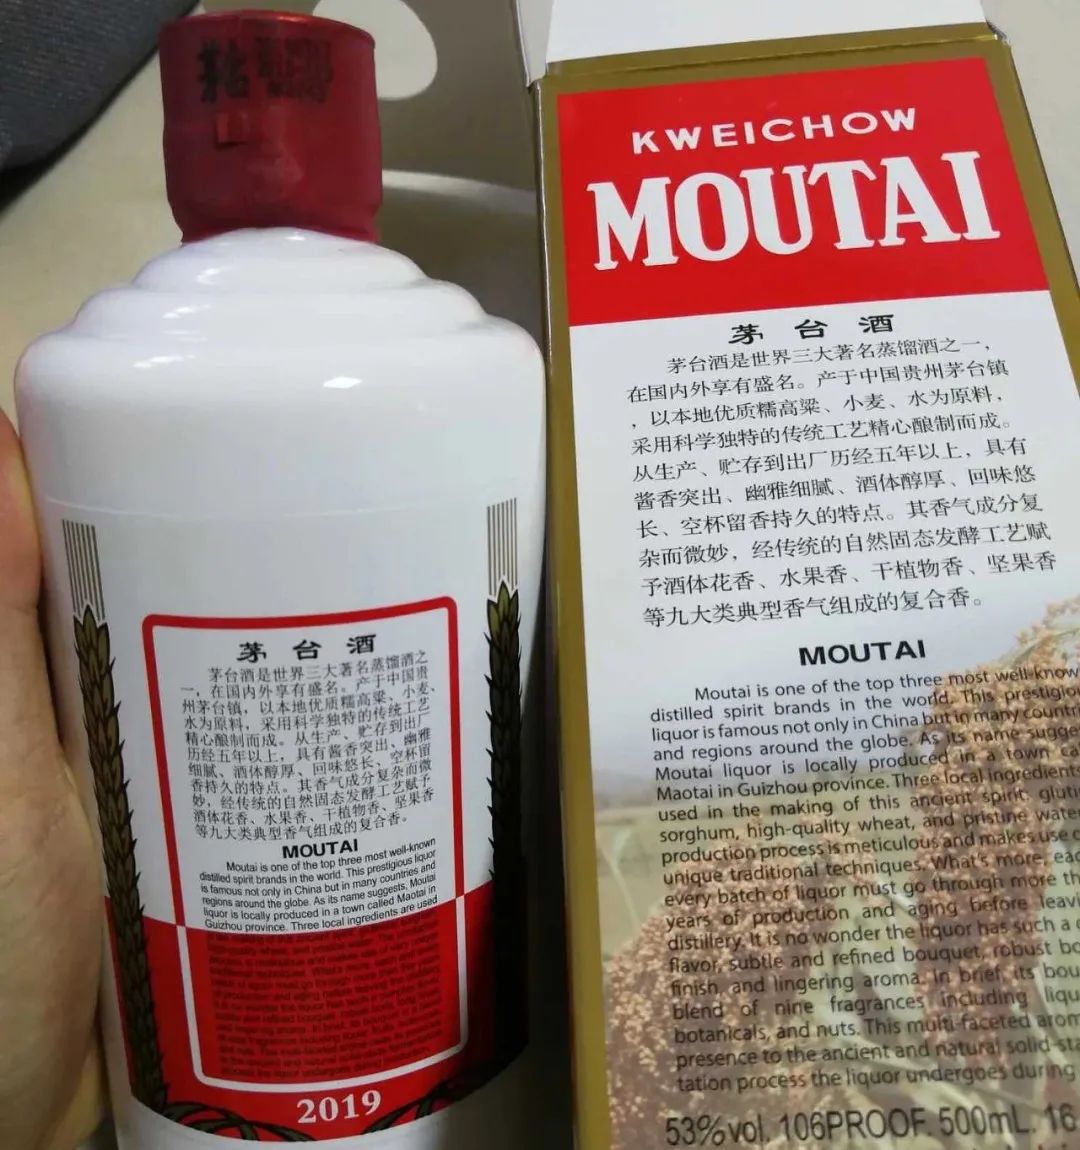 茅 台 酒
茅台酒是世界三大著名蒸馏酒之
一，在国内外享有盛名。产于中国贵
州茅台镇，以本地优质糯高粱、小麦、
水为原料，采用科学独特的传统工艺
精心酿制而成。从生产、贮存到出厂
历经五年以上，具有酱香突出、幽雅
细腻、酒体醇厚、回味悠长、空杯留
香持久的特点。其香气成分复杂而微
妙，经传统的自然固态发酵工艺赋予
酒体花香、水果香、干植物香、坚果香
等九大类典型香气组成的复合香。
MOUTAI
Moutai is one of the top three most well-known
distilled spirit brands in the world. This prestigious liquor
is famous not only in China but in many countries and
regions around the globe. As its name suggests, Moutai
liquor is locally produced in a town called Maotai in
Guizhou province. Three local ingredients are used
2019
KWEICHOW
MOUTAI
茅 台 酒
茅台酒是世界三大著名蒸馏酒之一，
在国内外享有盛名。产于中国贵州茅台镇
，以本地优质糯高粱、小麦、水为原料，
采用科学独特的传统工艺精心酿制而成。
从生产、贮存到出厂历经五年以上，具有
酱香突出、幽雅细腻、酒体醇厚、回味悠
长、空杯留香持久的特点。其香气成分复
杂而微妙，经传统的自然固态发酵工艺赋
予酒体花香、水果香、干植物香、坚果香
等九大类典型香气组成的复合香。
MOUTAI
Moutai is one of the top three most well-know
distilled spirit brands in the world. This prestigiou
liquor is famous not only in China but in many countri
and regions around the globe. As its name sugge
Moutai liquor is locally produced in a town ca
Maotai in Guizhou province. Three local ingredients
used in the making of this ancient spirit: gluti
sorghum, high-quality wheat, and pristine water
production process is meticulous and makes use o
unique traditional techniques. What's more, eac
every batch of liquor must go through more th
years of production and aging before leavi
distillery. It is no wonder the liquor has such a c
flavor, subtle and refined bouquet, robust bo
finish, and lingering aroma. In brief, its bou
blend of nine fragrances including liqu
botanicals, and nuts. This multi-faceted arom
presence to the ancient and natural solid-sta
tation process the liquor undergoes during
53%vol. 106PROOF. 500mL. 16.